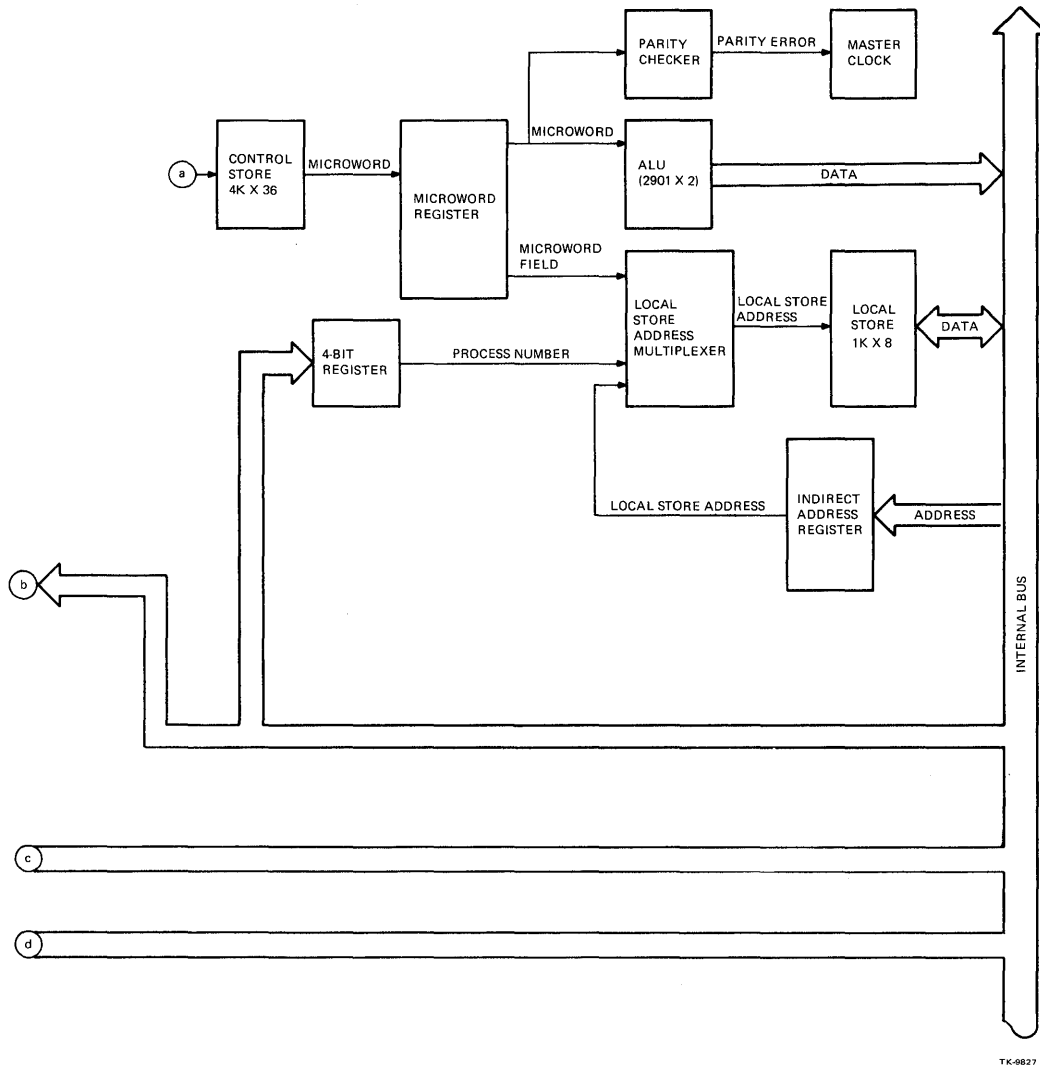 PARITY
CHECKER
PARITY ERROR
MASTER
CLOCK
a
CONTROL
STORE
4K X 36
MICROWORD
MICROWORD
REGISTER
MICROWORD
ALU
(2901 X 2)
DATA
MICROWORD
FIELD
LOCAL
STORE
ADDRESS
MULTIPLEXER
LOCAL STORE
ADDRESS
LOCAL
STORE
1K X 8
DATA
4-BIT
REGISTER
PROCESS NUMBER
LOCAL STORE ADDRESS
INDIRECT
ADDRESS
REGISTER
ADDRESS
b
INTERNAL BUS
c
d
TK-9827